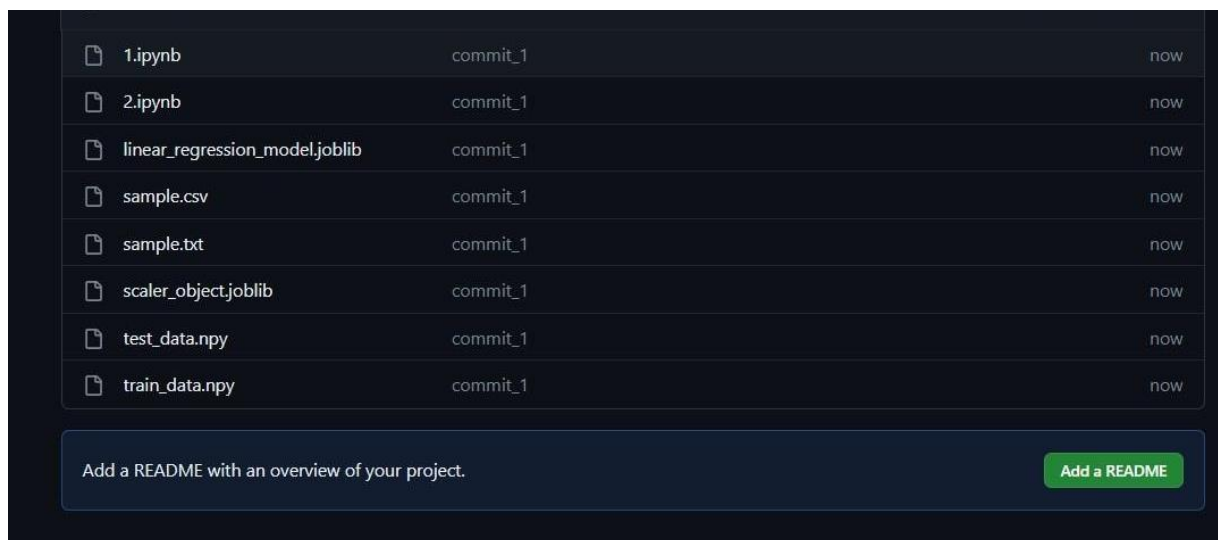 1.ipynb commit_1 now
2.ipynb commit_1 now
linear_regression_model.joblib commit_1 now
sample.csv commit_1 now
sample.txt commit_1 now
scaler_object.joblib commit_1 now
test_data.npy commit_1 now
train_data.npy commit_1 now
Add a README with an overview of your project. Add a README